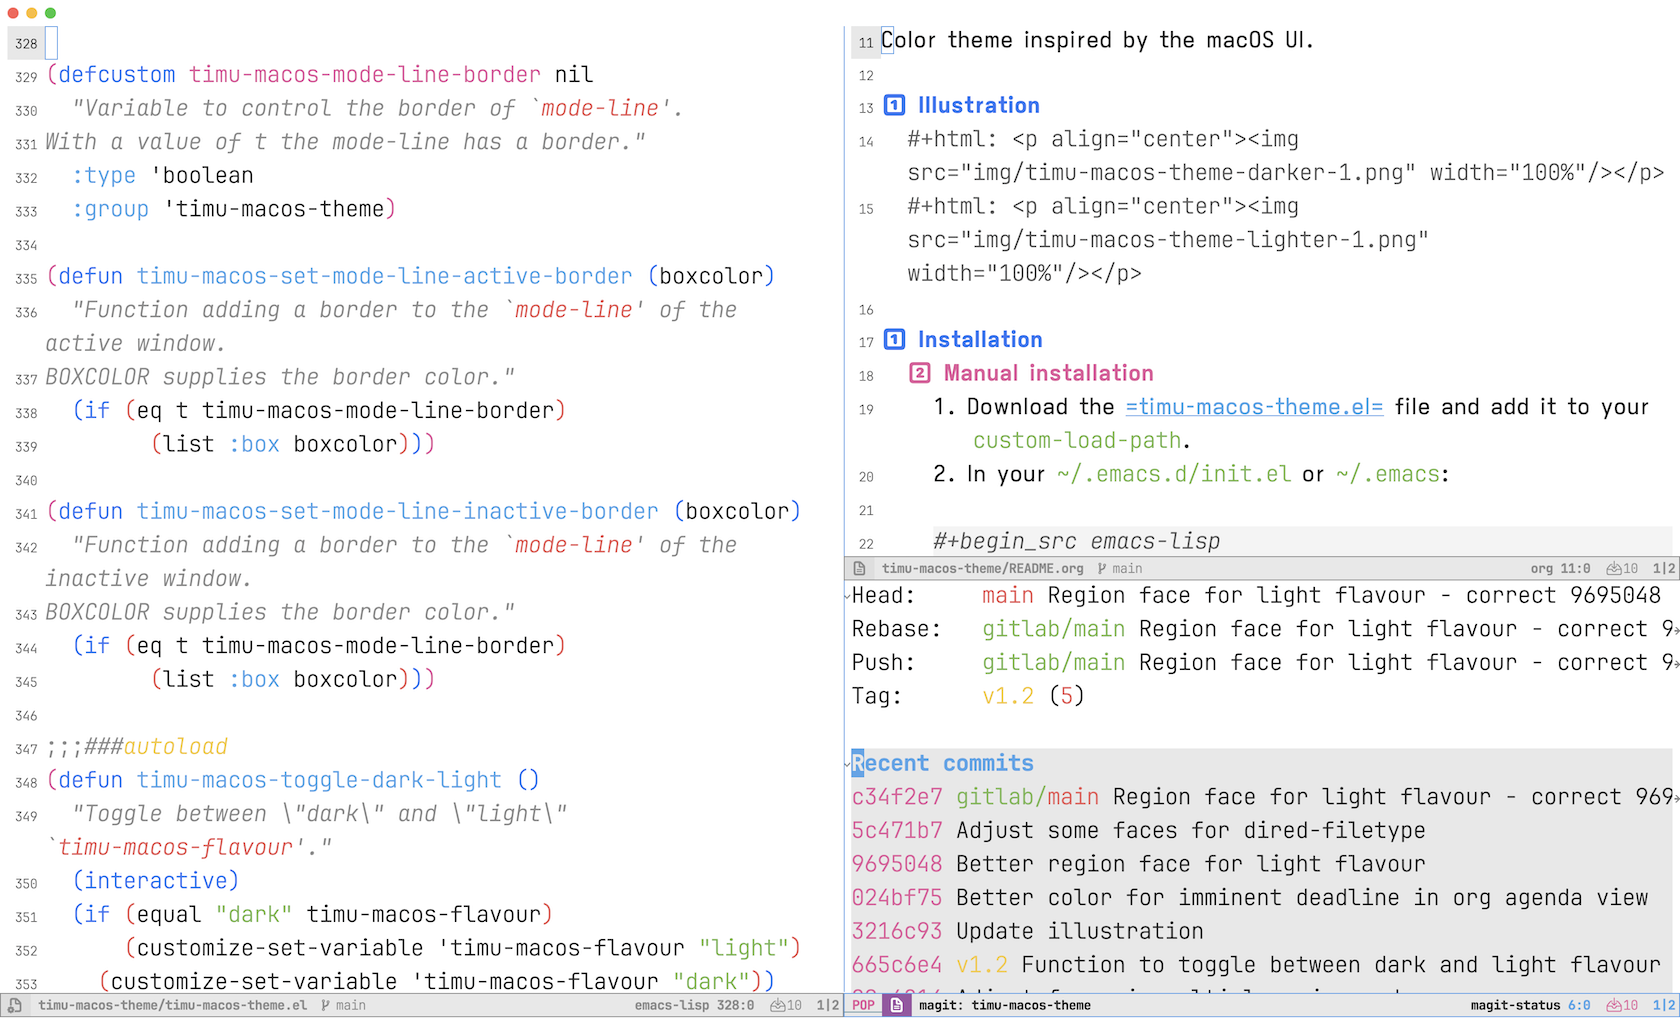 328
329 (defcustom timu-macos-mode-line-border nil
330 "Variable to control the border of `mode-line'.
331 With a value of t the mode-line has a border."
332 :type 'boolean
333 :group 'timu-macos-theme)
334
335 (defun timu-macos-set-mode-line-active-border (boxcolor)
336 "Function adding a border to the `mode-line' of the
active window.
337 BOXCOLOR supplies the border color."
338 (if (eq t timu-macos-mode-line-border)
339 (list :box boxcolor)))
340
341 (defun timu-macos-set-mode-line-inactive-border (boxcolor)
342 "Function adding a border to the `mode-line' of the
inactive window.
343 BOXCOLOR supplies the border color."
344 (if (eq t timu-macos-mode-line-border)
345 (list :box boxcolor)))
346
347 ;;;###autoload
348 (defun timu-macos-toggle-dark-light ()
349 "Toggle between \"dark\" and \"light\"
`timu-macos-flavour'."
350 (interactive)
351 (if (equal "dark" timu-macos-flavour)
352 (customize-set-variable 'timu-macos-flavour "light")
353 (customize-set-variable 'timu-macos-flavour "dark"))
timu-macos-theme/timu-macos-theme.el main emacs-lisp 328:0 10 1|2
11 Color theme inspired by the macOS UI.
12
13 1 Illustration
14 #+html: <p align="center"><img
src="img/timu-macos-theme-darker-1.png" width="100%"/></p>
15 #+html: <p align="center"><img
src="img/timu-macos-theme-lighter-1.png"
width="100%"/></p>
16
17 1 Installation
18 2 Manual installation
19 1. Download the =timu-macos-theme.el= file and add it to your
custom-load-path.
20 2. In your ~/.emacs.d/init.el or ~/.emacs:
21
22 #+begin_src emacs-lisp
timu-macos-theme/README.org main org 11:0 10 1|2
Head: main Region face for light flavour - correct 9695048
Rebase: gitlab/main Region face for light flavour - correct 9
Push: gitlab/main Region face for light flavour - correct 9
Tag: v1.2 (5)
Recent commits
c34f2e7 gitlab/main Region face for light flavour - correct 969
5c471b7 Adjust some faces for dired-filetype
9695048 Better region face for light flavour
024bf75 Better color for imminent deadline in org agenda view
3216c93 Update illustration
665c6e4 v1.2 Function to toggle between dark and light flavour
POP magit: timu-macos-theme magit-status 6:0 10 1|2